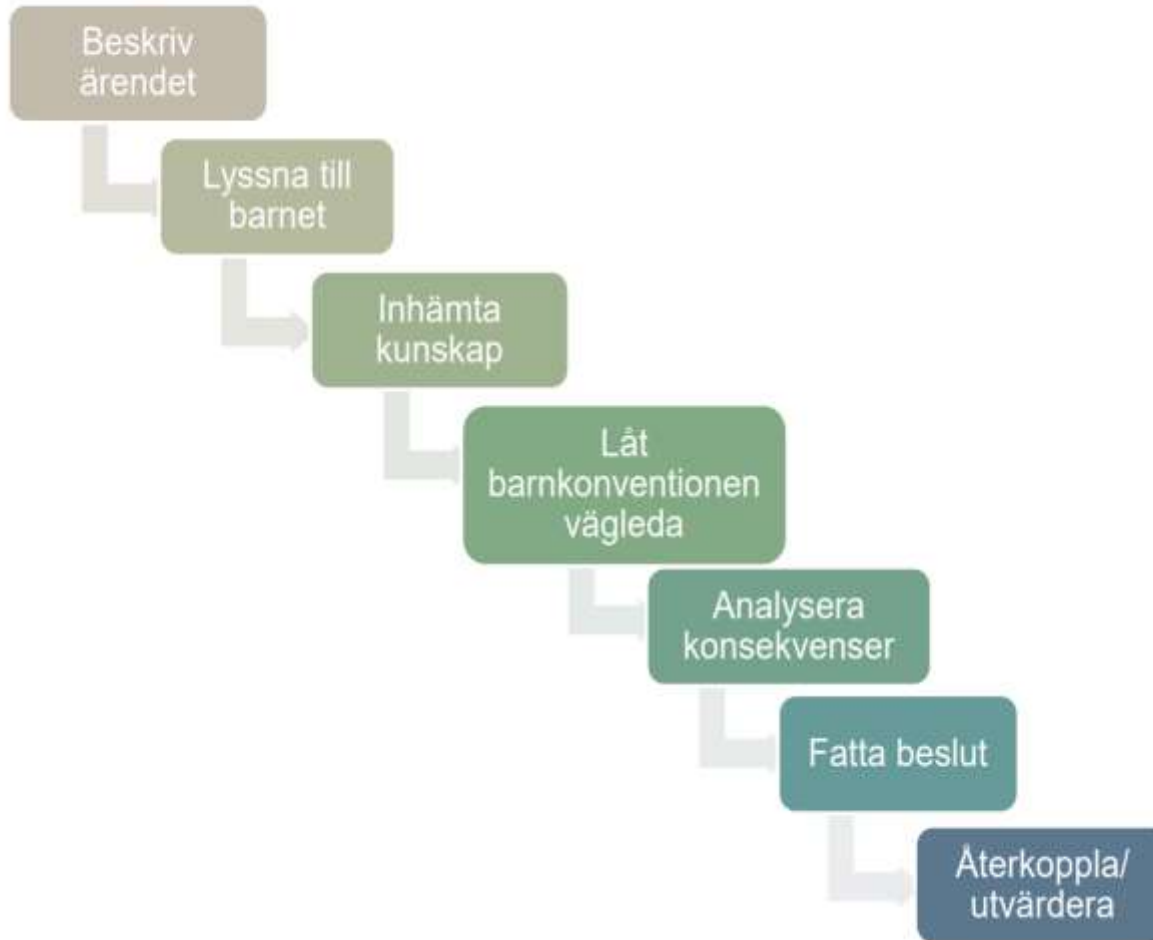 Beskriv
ärendet
Lyssna till
barnet
Inhämta
kunskap
Låt
barnkonventionen
vägleda
Analysera
konsekvenser
Fatta beslut
Återkoppla/
utvärdera